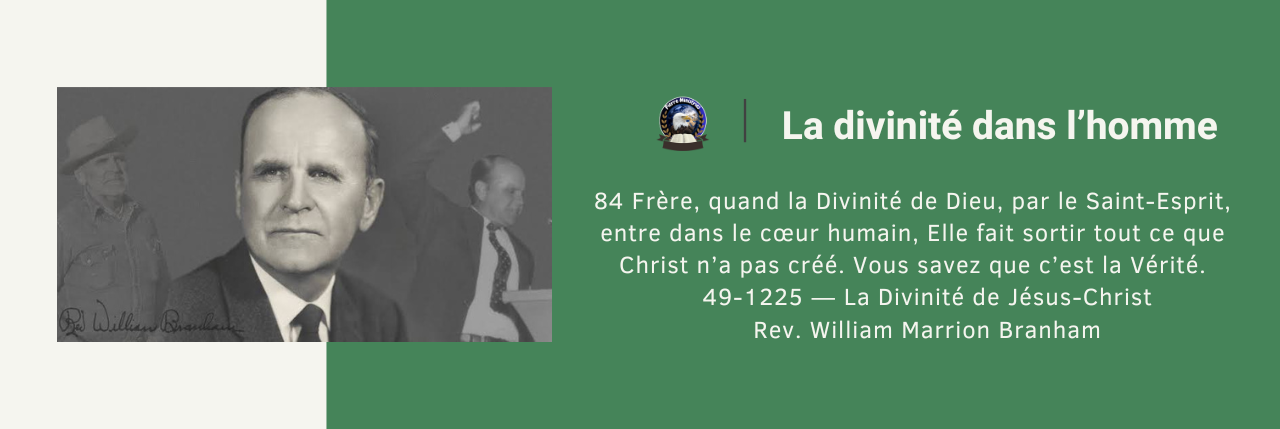 Pierre Ministries
La divinité dans l’homme
84 Frère, quand la Divinité de Dieu, par le Saint-Esprit,
entre dans le cœur humain, Elle fait sortir tout ce que
Christ n’a pas créé. Vous savez que c’est la Vérité.
49-1225 — La Divinité de Jésus-Christ
Rev. William Marrion Branham
Rev William Branham